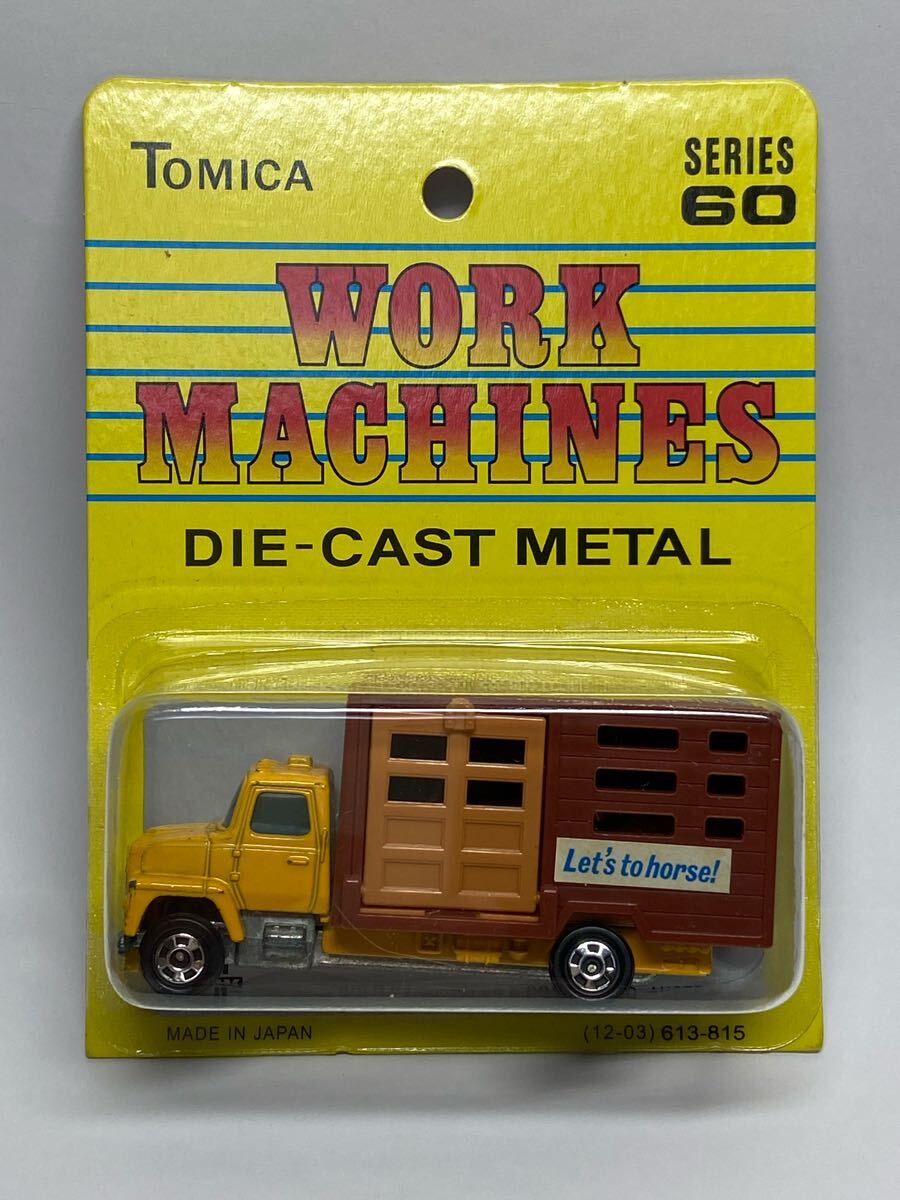 TOMICA
SERIES
60
WORK
MACHINES
DIE-CAST METAL
Let's to horse!
MADE IN JAPAN
(12-03) 613-815